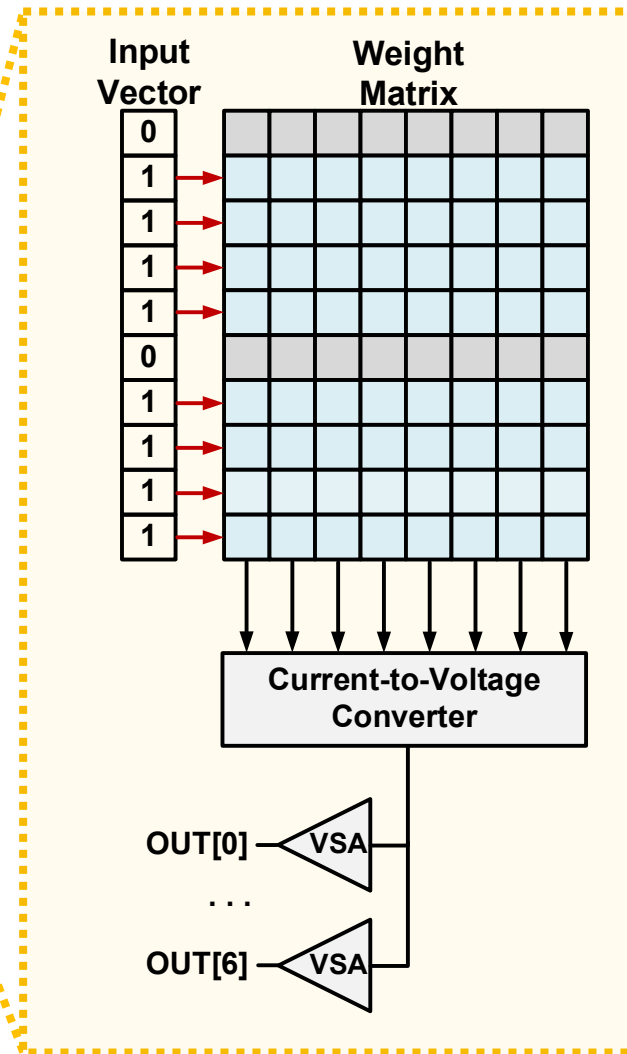 Input
Vector
Weight
Matrix
0
1
1
1
1
0
1
1
1
1
Current-to-Voltage
Converter
OUT[0]
VSA
. . .
OUT[6]
VSA